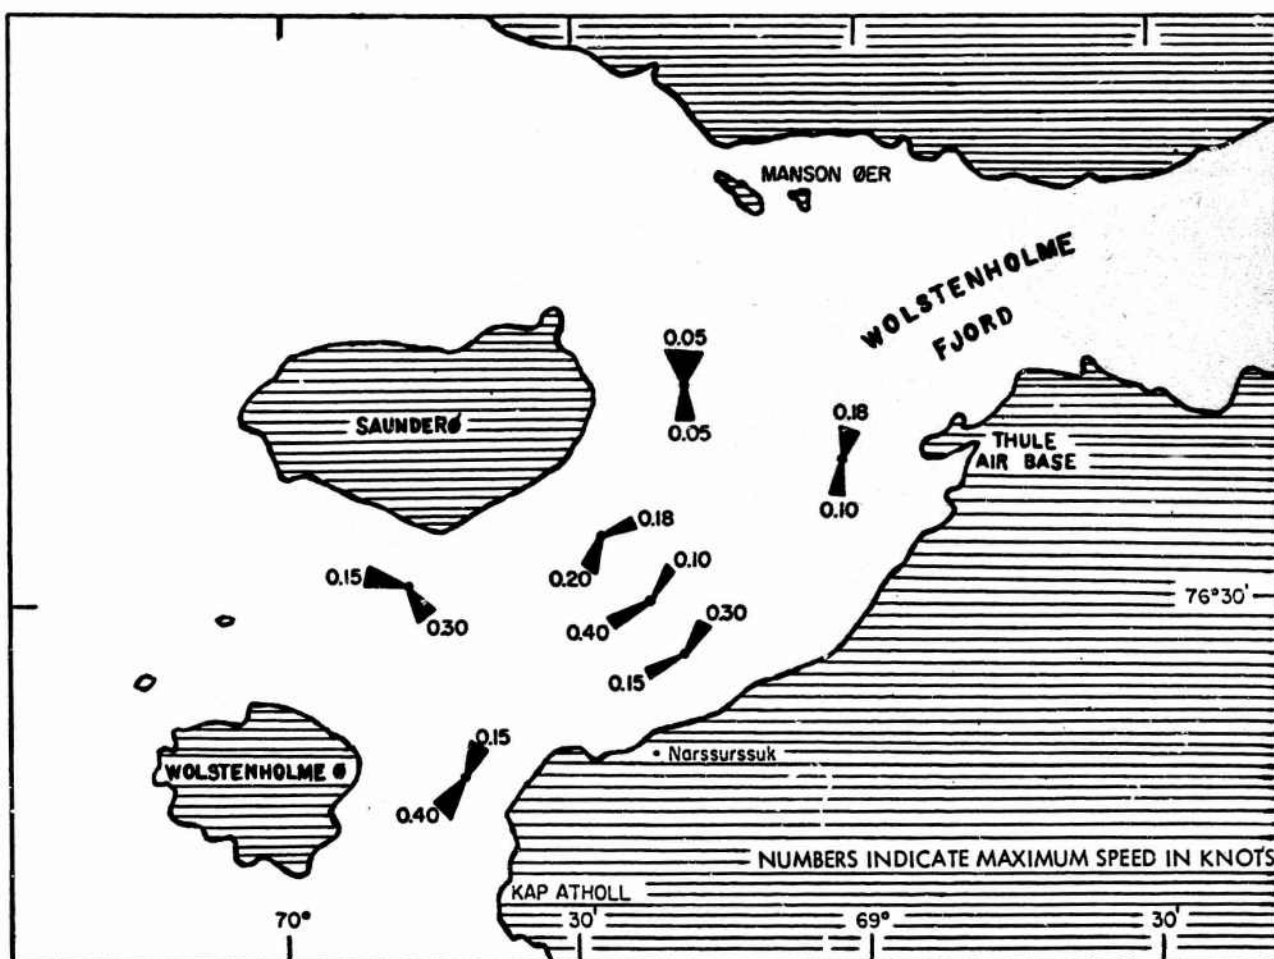 MANSON ØER
WOLSTENHOLME
FJORD
0.05
0.05
SAUNDERØ
0.18
0.10
THULE
AIR BASE
0.18
0.20
0.10
0.40
0.15
0.30
76°30'
0.30
0.15
Narssurssuk
0.15
0.40
WOLSTENHOLME Ø
NUMBERS INDICATE MAXIMUM SPEED IN KNOTS
KAP ATHOLL
70° 30' 69° 30'